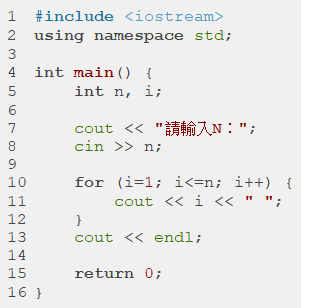 1 #include <iostream>
2 using namespace std;
3
4 int main() {
5     int n, i;
6
7     cout << "請輸入N：";
8     cin >> n;
9
10     for (i=1; i<=n; i++) {
11         cout << i << " ";
12     }
13     cout << endl;
14
15     return 0;
16 }